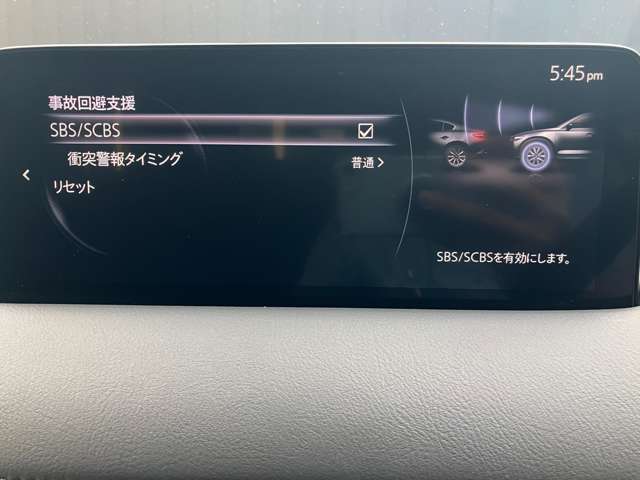 5:45pm
事故回避支援
SBS/SCBS
衝突警報タイミング 普通
リセット
SBS/SCBSを有効にします。